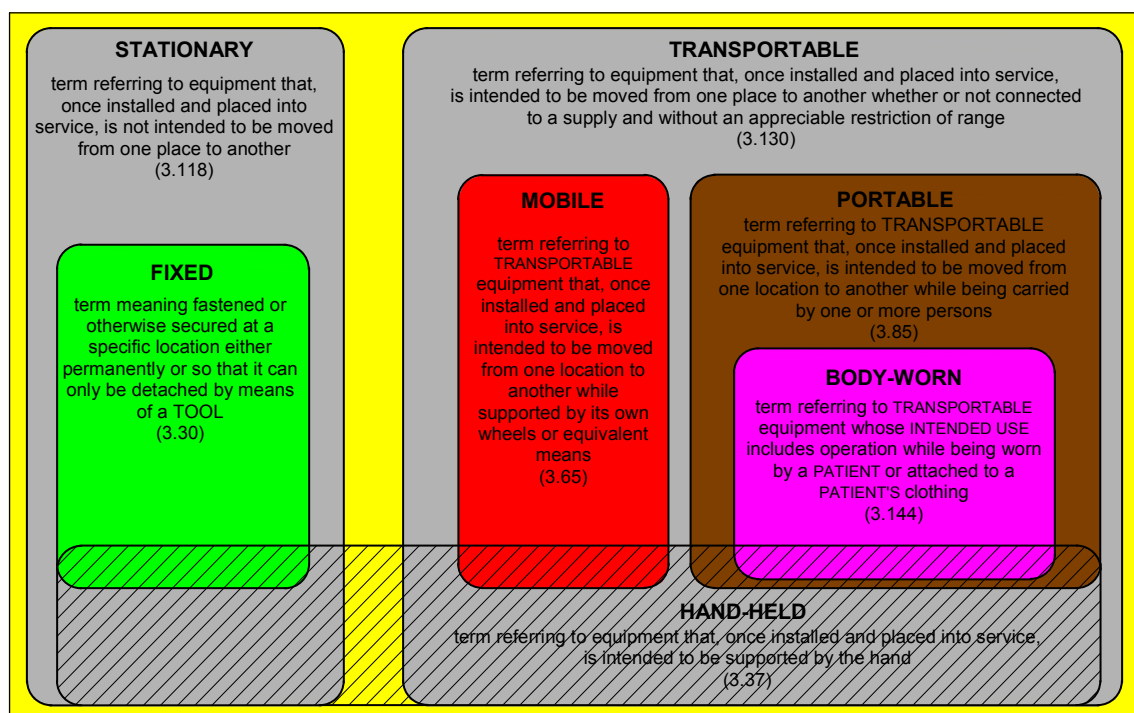 STATIONARY
term referring to equipment that,
once installed and placed into
service, is not intended to be moved
from one place to another
(3.118)
FIXED
term meaning fastened or
otherwise secured at a
specific location either
permanently or so that it can
only be detached by means
of a TOOL
(3.30)
TRANSPORTABLE
term referring to equipment that, once installed and placed into service,
is intended to be moved from one place to another whether or not connected
to a supply and without an appreciable restriction of range
(3.130)
MOBILE
term referring to
TRANSPORTABLE
equipment that, once
installed and placed
into service, is
intended to be moved
from one location to
another while
supported by its own
wheels or equivalent
means
(3.65)
PORTABLE
term referring to TRANSPORTABLE
equipment that, once installed and placed
into service, is intended to be moved from
one location to another while being carried
by one or more persons
(3.85)
BODY-WORN
term referring to TRANSPORTABLE
equipment whose INTENDED USE
includes operation while being worn
by a PATIENT or attached to a
PATIENT'S clothing
(3.144)
HAND-HELD
term referring to equipment that, once installed and placed into service,
is intended to be supported by the hand
(3.37)